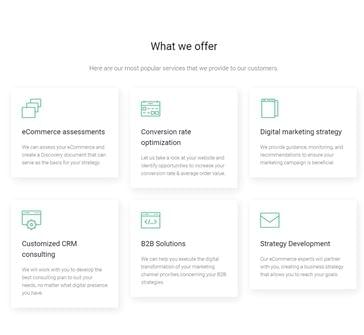 What we offer
Here are our most popular services that we provide to our customers.
eCommerce assessments
We can assess your eCommerce and
create a Discovery document that can
serve as the basis for your strategy.
Conversion rate
optimization
Let us take a look at your website and
identify opportunities to increase your
conversion rate & average order value.
Digital marketing strategy
We provide guidance, monitoring, and
recommendations to ensure your
marketing campaign is beneficial.
Customized CRM
consulting
We will work with you to develop the
best consulting plan to suit your
needs, no matter what digital presence
you have.
B2B Solutions
We can help you execute the digital
transformation of your marketing
channel priorities concerning your B2B
strategies.
Strategy Development
Our eCommerce experts will partner
with you, creating a business strategy
that allows you to reach your goals.